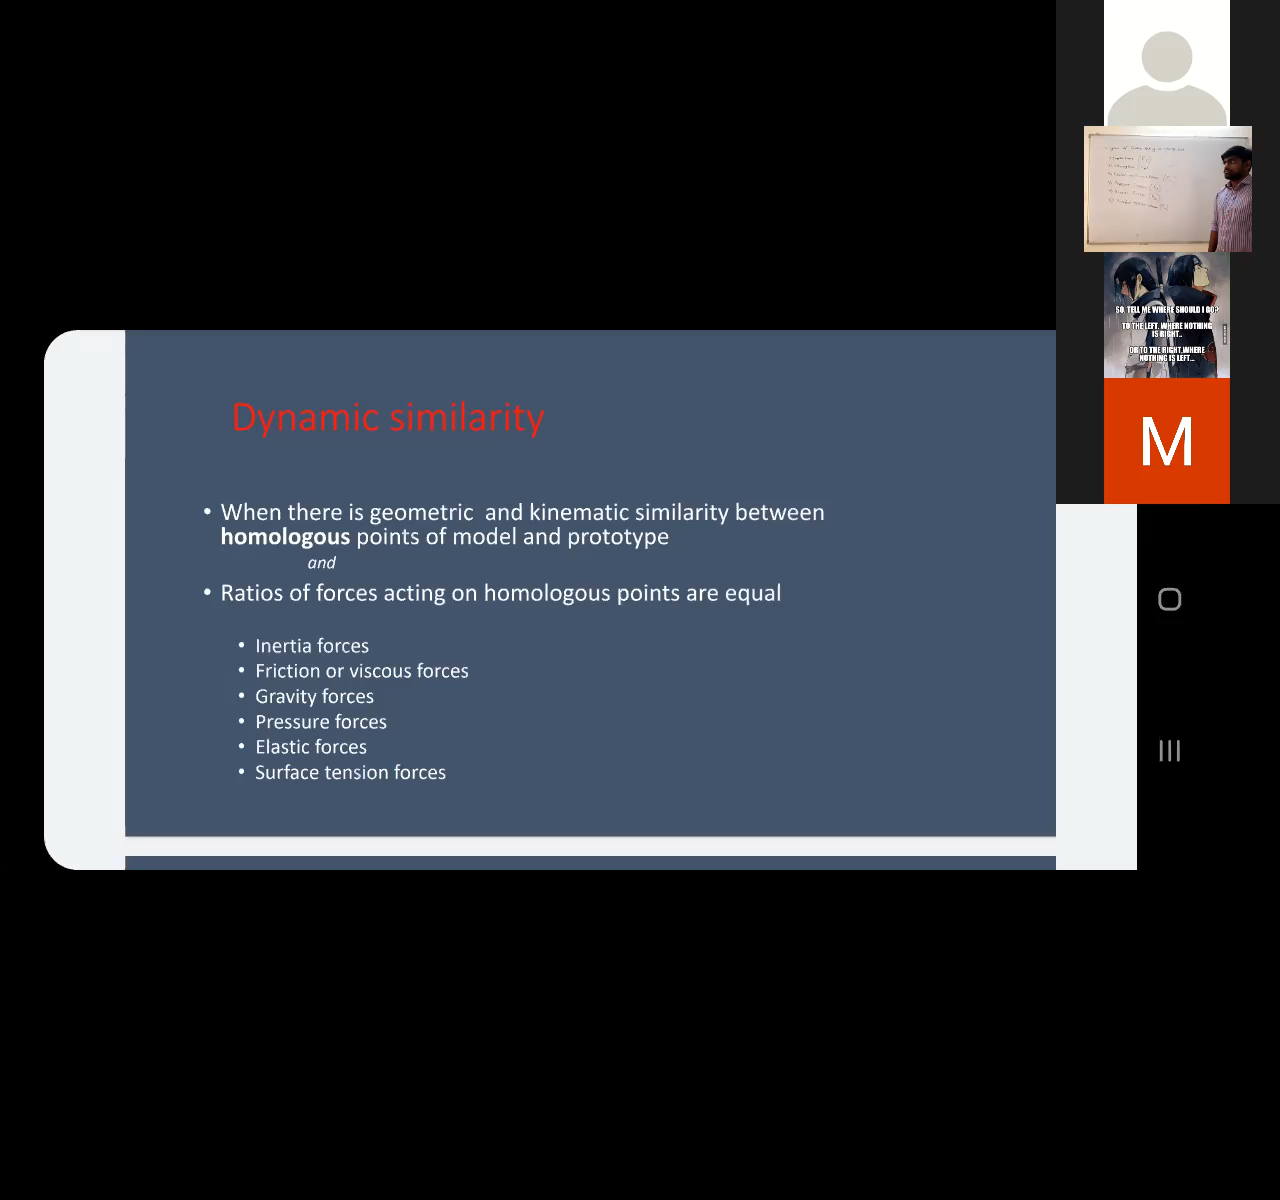 Dynamic similarity
• When there is geometric and kinematic similarity between
homologous points of model and prototype
and
• Ratios of forces acting on homologous points are equal
• Inertia forces
• Friction or viscous forces
• Gravity forces
• Pressure forces
• Elastic forces
• Surface tension forces
SO, TELL ME WHERE SHOULD I GO?
TO THE LEFT, WHERE NOTHING
IS RIGHT..
OR TO THE RIGHT, WHERE
NOTHING IS LEFT...
M